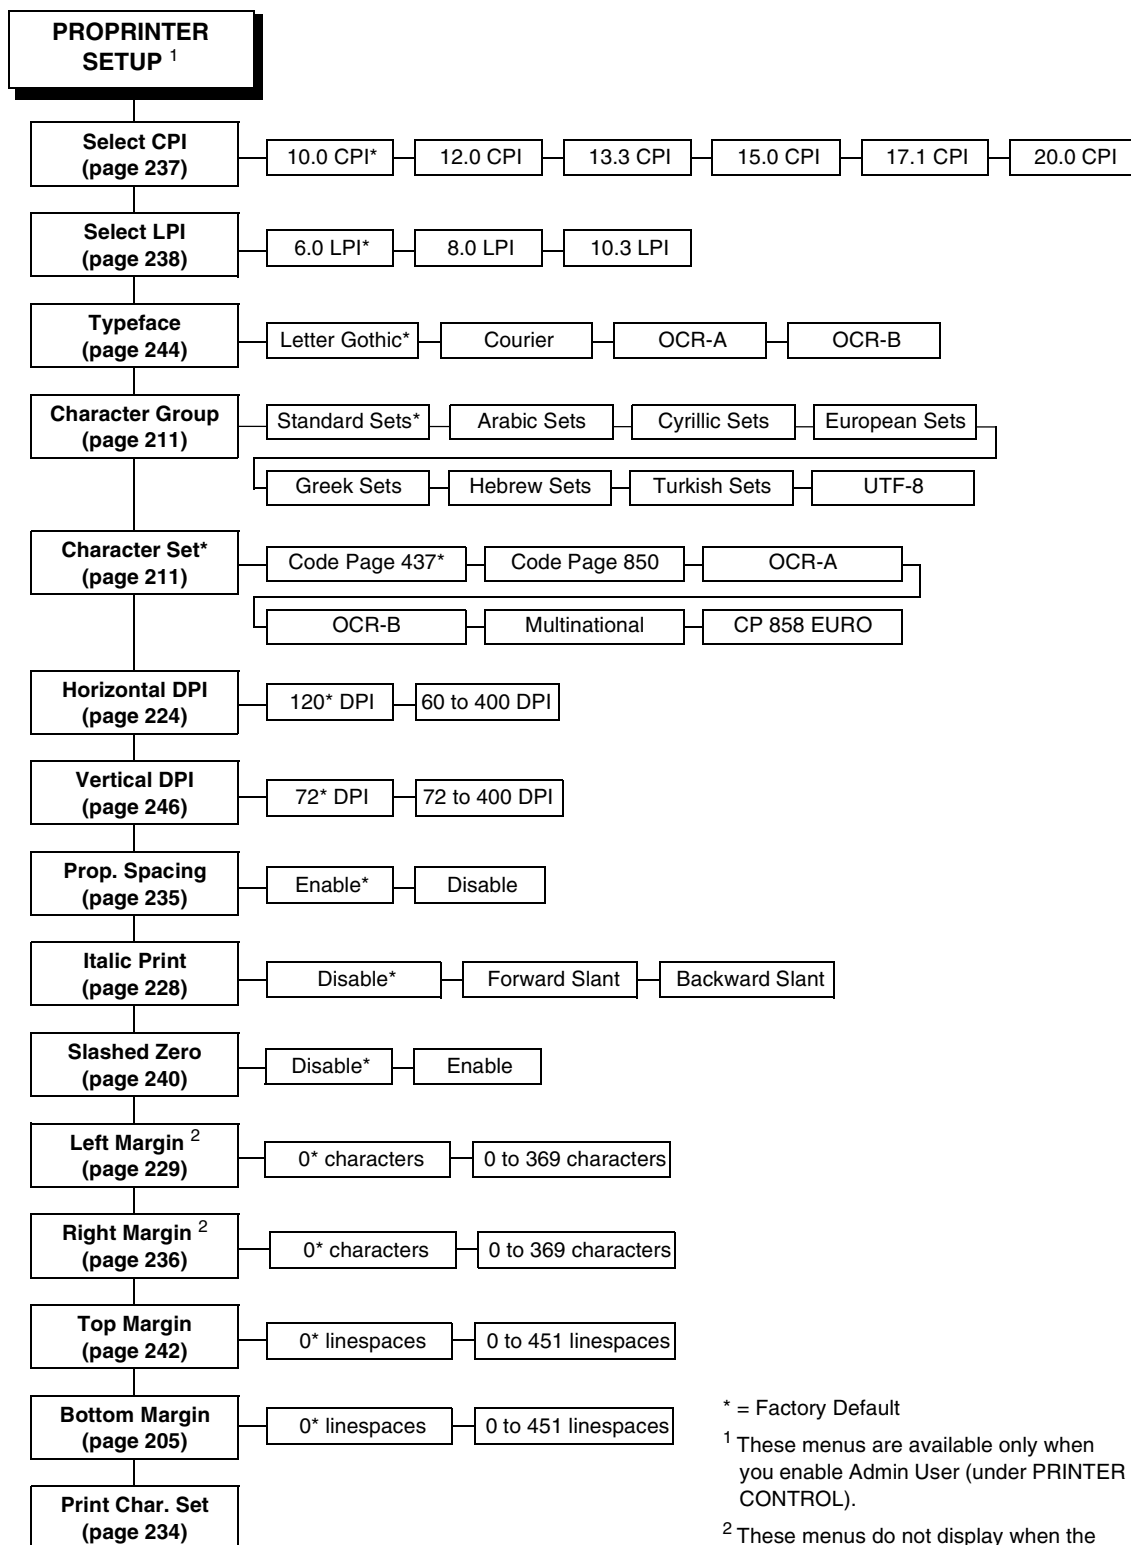 PROPRINTER
SETUP 1
Select CPI
(page 237)
10.0 CPI*
12.0 CPI
13.3 CPI
15.0 CPI
17.1 CPI
20.0 CPI
Select LPI
(page 238)
6.0 LPI*
8.0 LPI
10.3 LPI
Typeface
(page 244)
Letter Gothic*
Courier
OCR-A
OCR-B
Character Group
(page 211)
Standard Sets*
Arabic Sets
Cyrillic Sets
European Sets
Greek Sets
Hebrew Sets
Turkish Sets
UTF-8
Character Set*
(page 211)
Code Page 437*
Code Page 850
OCR-A
OCR-B
Multinational
CP 858 EURO
Horizontal DPI
(page 224)
120* DPI
60 to 400 DPI
Vertical DPI
(page 246)
72* DPI
72 to 400 DPI
Prop. Spacing
(page 235)
Enable*
Disable
Italic Print
(page 228)
Disable*
Forward Slant
Backward Slant
Slashed Zero
(page 240)
Disable*
Enable
Left Margin 2
(page 229)
0* characters
0 to 369 characters
Right Margin 2
(page 236)
0* characters
0 to 369 characters
Top Margin
(page 242)
0* linespaces
0 to 451 linespaces
Bottom Margin
(page 205)
0* linespaces
0 to 451 linespaces
Print Char. Set
(page 234)
* = Factory Default
1 These menus are available only when
you enable Admin User (under PRINTER
CONTROL).
2 These menus do not display when the